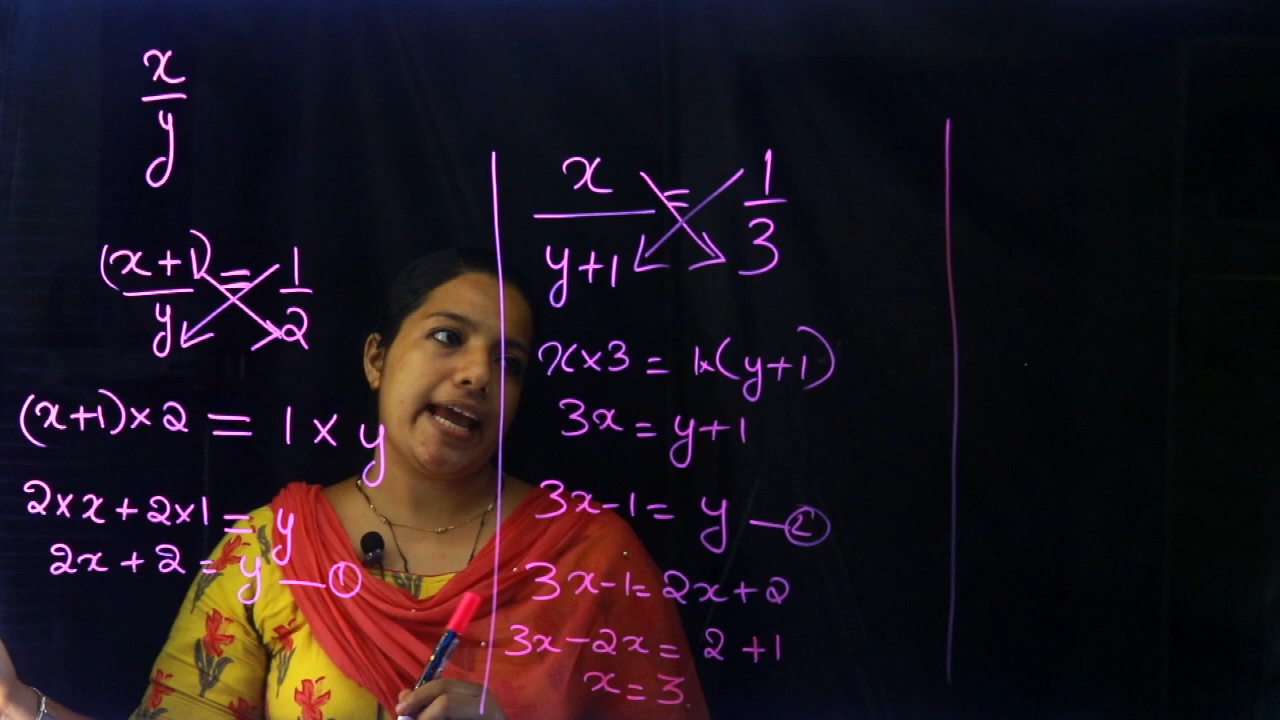 x/y
(x+1)/y = 1/2
(x+1)×2 = 1×y
2×x+2×1=y
2x+2=y —①
x/(y+1) = 1/3
x×3 = 1×(y+1)
3x=y+1
3x-1=y —②
3x-1=2x+2
3x-2x=2+1
x=3